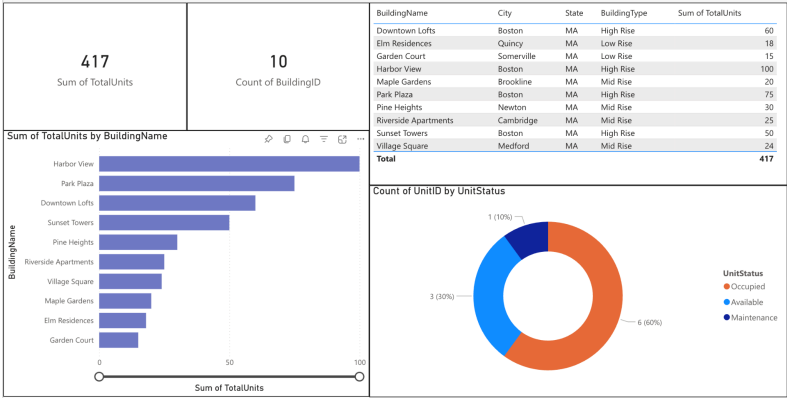 417
Sum of TotalUnits
10
Count of BuildingID
BuildingName City State BuildingType Sum of TotalUnits
Downtown Lofts Boston MA High Rise 60
Elm Residences Quincy MA Low Rise 18
Garden Court Somerville MA Low Rise 15
Harbor View Boston MA High Rise 100
Maple Gardens Brookline MA Mid Rise 20
Park Plaza Boston MA High Rise 75
Pine Heights Newton MA Mid Rise 30
Riverside Apartments Cambridge MA Mid Rise 25
Sunset Towers Boston MA High Rise 50
Village Square Medford MA Mid Rise 24
Total 417
Sum of TotalUnits by BuildingName
BuildingName
Harbor View
Park Plaza
Downtown Lofts
Sunset Towers
Pine Heights
Riverside Apartments
Village Square
Maple Gardens
Elm Residences
Garden Court
0 50 100
Sum of TotalUnits
Count of UnitID by UnitStatus
1 (10%)
3 (30%)
6 (60%)
UnitStatus
Occupied
Available
Maintenance